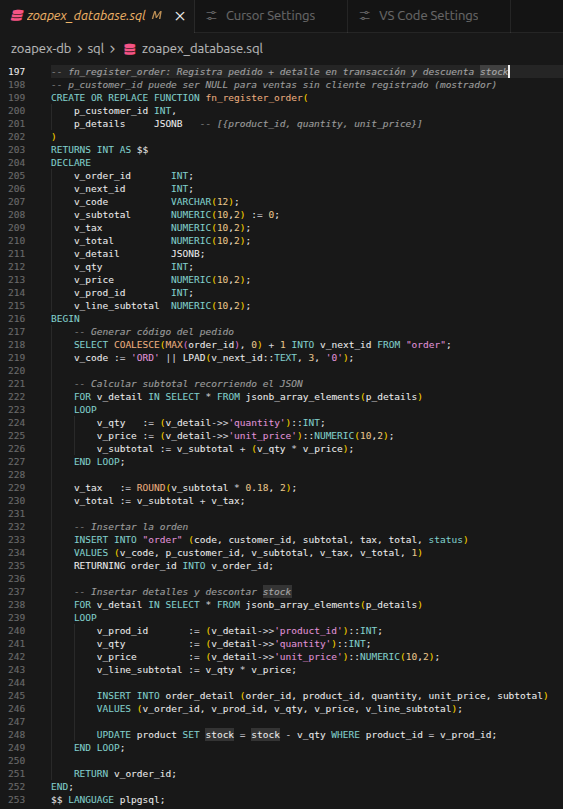 zoapex_database.sql M × Cursor Settings VS Code Settings
zoapex-db > sql > zoapex_database.sql
197 -- fn_register_order: Registra pedido + detalle en transacción y descuenta stock
198 -- p_customer_id puede ser NULL para ventas sin cliente registrado (mostrador)
199 CREATE OR REPLACE FUNCTION fn_register_order(
200     p_customer_id INT,
201     p_details     JSONB   -- [{product_id, quantity, unit_price}]
202 )
203 RETURNS INT AS $$
204 DECLARE
205     v_order_id       INT;
206     v_next_id        INT;
207     v_code           VARCHAR(12);
208     v_subtotal       NUMERIC(10,2) := 0;
209     v_tax            NUMERIC(10,2);
210     v_total          NUMERIC(10,2);
211     v_detail         JSONB;
212     v_qty            INT;
213     v_price          NUMERIC(10,2);
214     v_prod_id        INT;
215     v_line_subtotal  NUMERIC(10,2);
216 BEGIN
217     -- Generar código del pedido
218     SELECT COALESCE(MAX(order_id), 0) + 1 INTO v_next_id FROM "order";
219     v_code := 'ORD' || LPAD(v_next_id::TEXT, 3, '0');
220
221     -- Calcular subtotal recorriendo el JSON
222     FOR v_detail IN SELECT * FROM jsonb_array_elements(p_details)
223     LOOP
224         v_qty   := (v_detail->>'quantity')::INT;
225         v_price := (v_detail->>'unit_price')::NUMERIC(10,2);
226         v_subtotal := v_subtotal + (v_qty * v_price);
227     END LOOP;
228
229     v_tax   := ROUND(v_subtotal * 0.18, 2);
230     v_total := v_subtotal + v_tax;
231
232     -- Insertar la orden
233     INSERT INTO "order" (code, customer_id, subtotal, tax, total, status)
234     VALUES (v_code, p_customer_id, v_subtotal, v_tax, v_total, 1)
235     RETURNING order_id INTO v_order_id;
236
237     -- Insertar detalles y descontar stock
238     FOR v_detail IN SELECT * FROM jsonb_array_elements(p_details)
239     LOOP
240         v_prod_id       := (v_detail->>'product_id')::INT;
241         v_qty           := (v_detail->>'quantity')::INT;
242         v_price         := (v_detail->>'unit_price')::NUMERIC(10,2);
243         v_line_subtotal := v_qty * v_price;
244
245         INSERT INTO order_detail (order_id, product_id, quantity, unit_price, subtotal)
246         VALUES (v_order_id, v_prod_id, v_qty, v_price, v_line_subtotal);
247
248         UPDATE product SET stock = stock - v_qty WHERE product_id = v_prod_id;
249     END LOOP;
250
251     RETURN v_order_id;
252 END;
253 $$ LANGUAGE plpgsql;